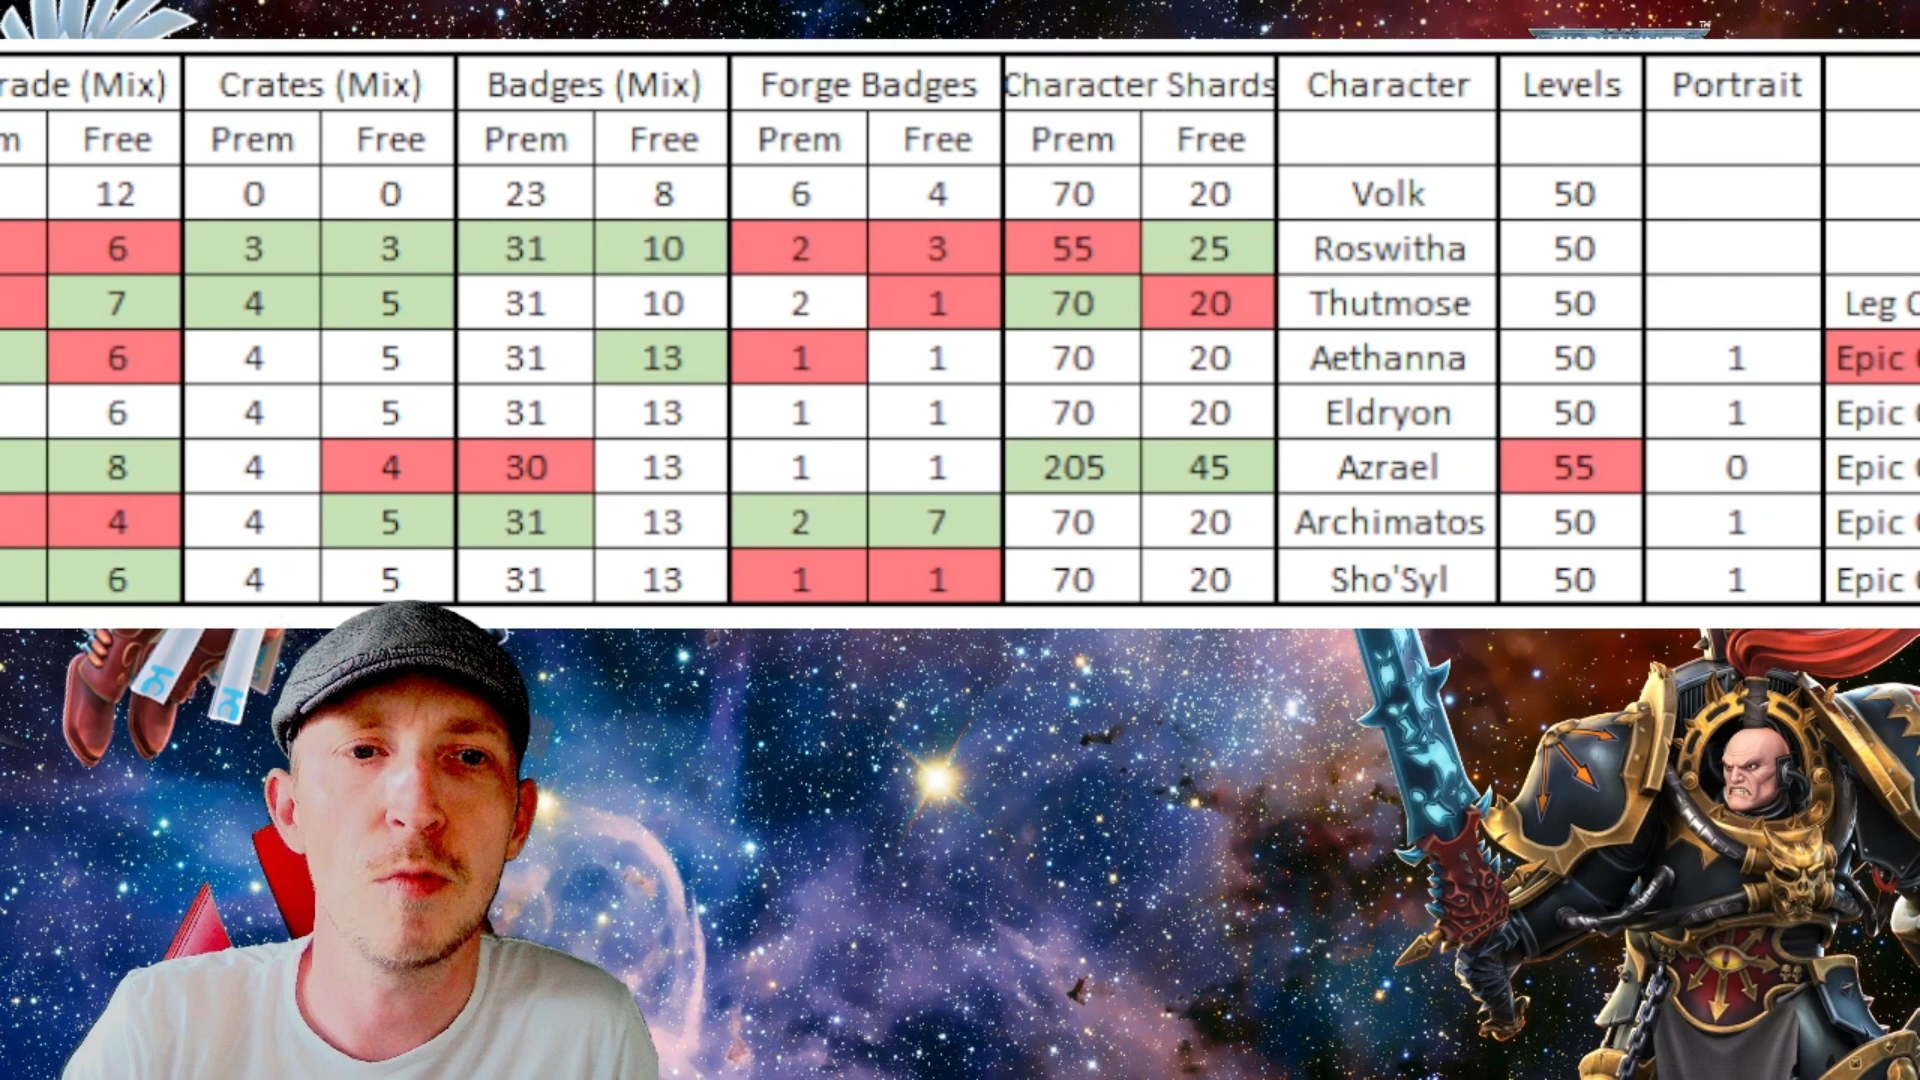 rade (Mix) Crates (Mix) Badges (Mix) Forge Badges Character Shards Character Levels Portrait
m Free Prem Free Prem Free Prem Free Prem Free
12 0 0 23 8 6 4 70 20 Volk 50
6 3 3 31 10 2 3 55 25 Roswitha 50
7 4 5 31 10 2 1 70 20 Thutmose 50 Leg
6 4 5 31 13 1 1 70 20 Aethanna 50 1 Epic
6 4 5 31 13 1 1 70 20 Eldryon 50 1 Epic
8 4 4 30 13 1 1 205 45 Azrael 55 0 Epic
4 4 5 31 13 2 7 70 20 Archimatos 50 1 Epic
6 4 5 31 13 1 1 70 20 Sho'Syl 50 1 Epic